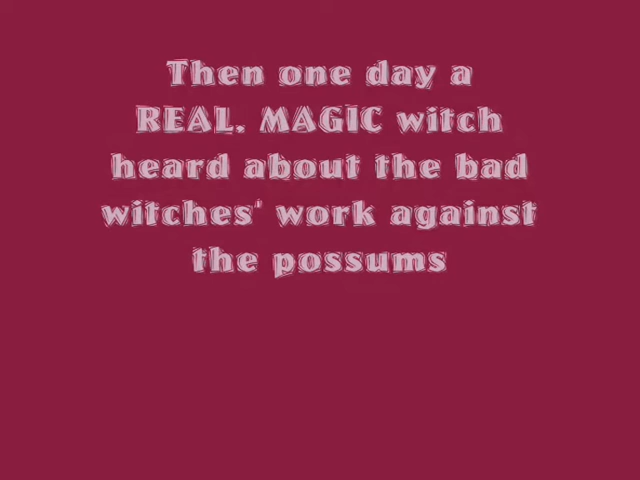 Then one day a
REAL. MAGIC witch
heard about the bad
witches' work against
the possums